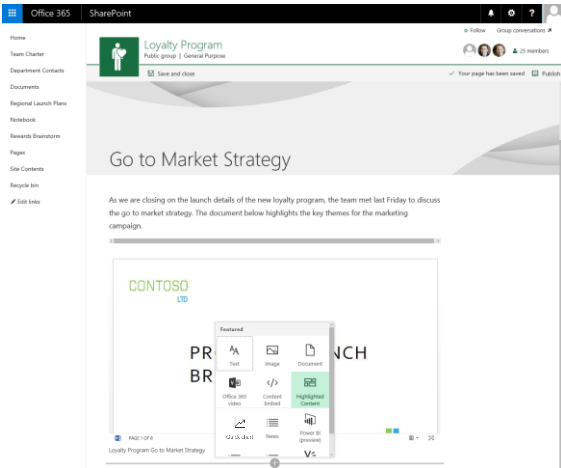 Office 365
SharePoint
?
Home
Team Charter
Department Contacts
Documents
Regional Launch Plans
Notebook
Rewards Brainstorm
Pages
Site Contents
Recycle bin
Edit links
Follow
Group conversations
Loyalty Program
Public group | General Purpose
25 members
Save and close
Your page has been saved
Publish
Go to Market Strategy
As we are closing on the launch details of the new loyalty program, the team met last Friday to discuss
the go to market strategy. The document below highlights the key themes for the marketing
campaign.
CONTOSO
LTD
PR
NCH
BR
Featured
Text
Image
Document
Office 365
video
Content
Embed
Highlighted
Content
Quick chart
News
Power BI
(preview)
PAGE 1 OF 6
Loyalty Program Go to Market Strategy